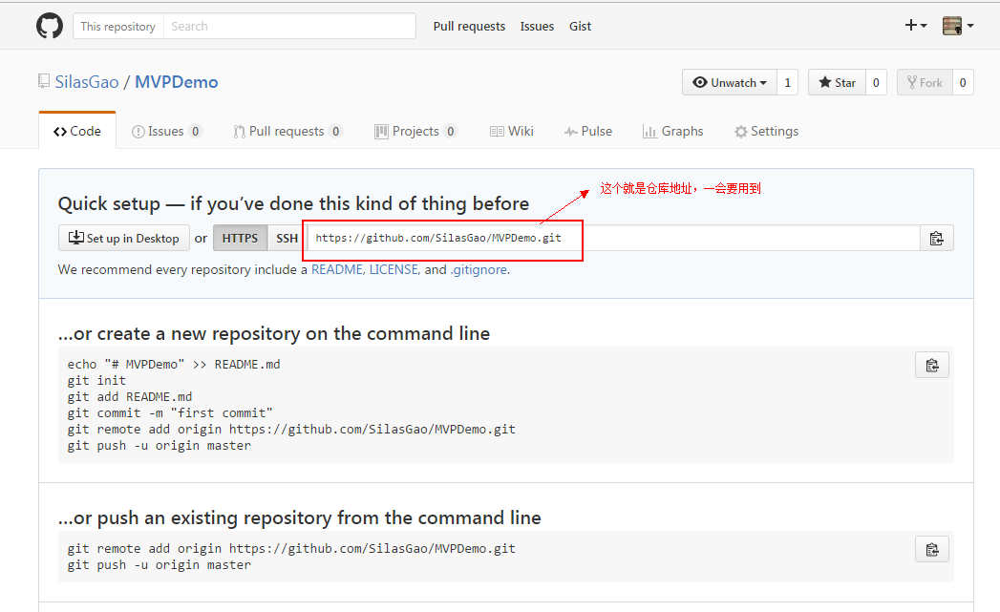 This repository Search Pull requests Issues Gist
SilasGao / MVPDemo Unwatch 1 Star 0 Fork 0
Code Issues 0 Pull requests 0 Projects 0 Wiki Pulse Graphs Settings
这个就是仓库地址，一会要用到
Quick setup — if you’ve done this kind of thing before
Set up in Desktop or HTTPS SSH https://github.com/SilasGao/MVPDemo.git
We recommend every repository include a README, LICENSE, and .gitignore.
…or create a new repository on the command line
echo "# MVPDemo" >> README.md
git init
git add README.md
git commit -m "first commit"
git remote add origin https://github.com/SilasGao/MVPDemo.git
git push -u origin master
…or push an existing repository from the command line
git remote add origin https://github.com/SilasGao/MVPDemo.git
git push -u origin master